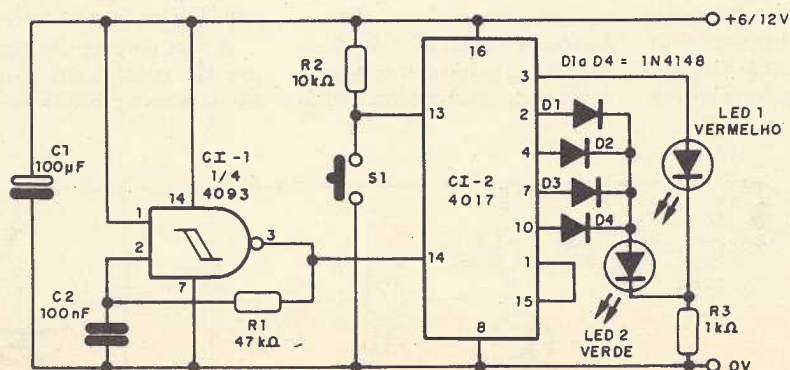 +6/12V
R2
10kΩ
16
D1a D4 = 1N4148
3
13
D1
2
LED 1
VERMELHO
C1
100µF
CI-1
1/4
4093
14
S1
D2
4
CI-2
4017
D3
7
1
D4
10
2
3
14
1
7
15
C2
100nF
R1
47kΩ
8
LED 2
VERDE
R3
1kΩ
0V